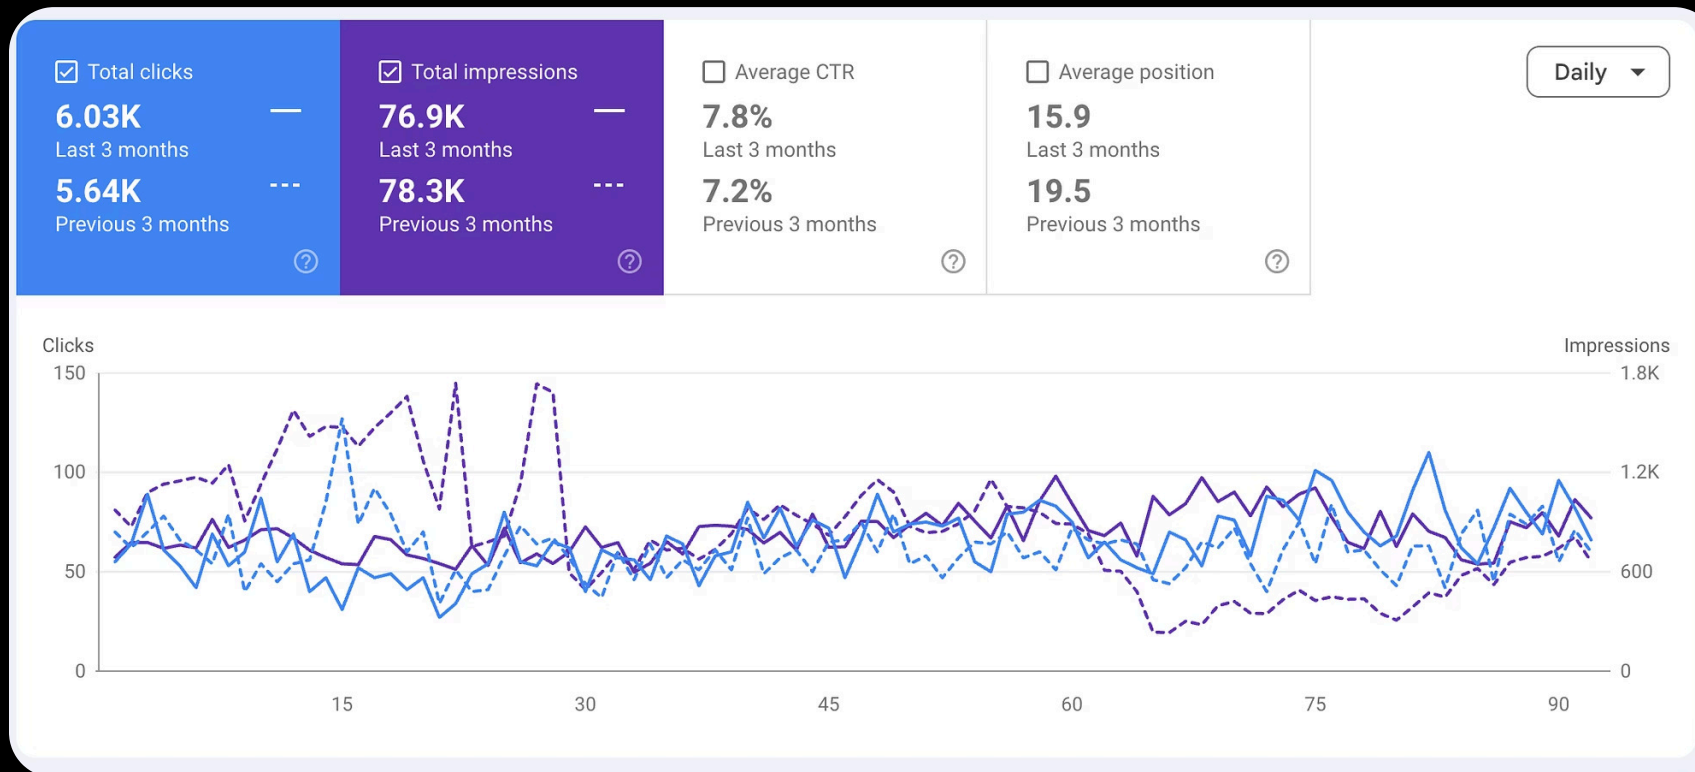 Total clicks
6.03K
Last 3 months
5.64K
Previous 3 months
Total impressions
76.9K
Last 3 months
78.3K
Previous 3 months
Average CTR
7.8%
Last 3 months
7.2%
Previous 3 months
Average position
15.9
Last 3 months
19.5
Previous 3 months
Daily
Clicks
Impressions
150
100
50
0
1.8K
1.2K
600
0
15
30
45
60
75
90